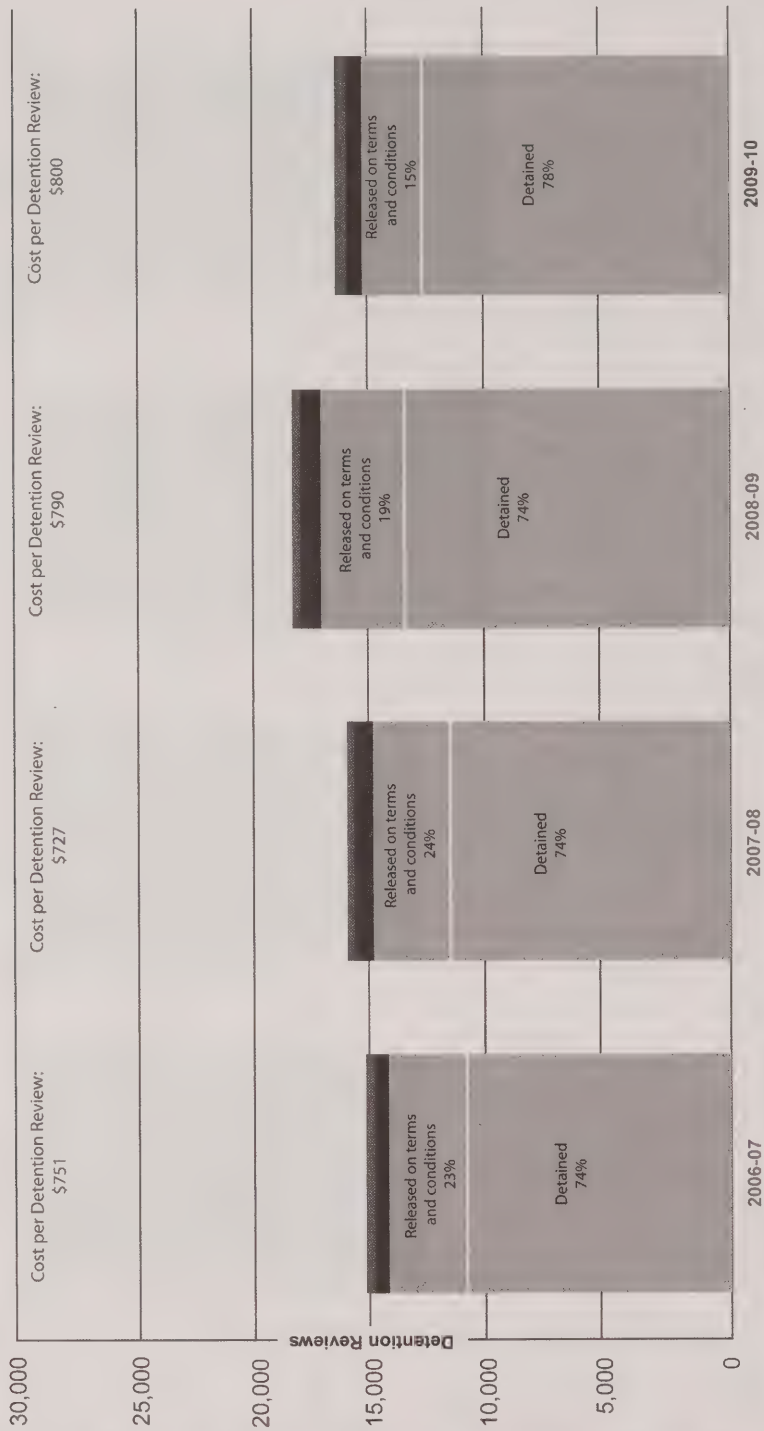 30,000
25,000
20,000
15,000
10,000
5,000
0
Detention Reviews
Cost per Detention Review:
$751
Released on terms
and conditions
23%
Detained
74%
2006-07
Cost per Detention Review:
$727
Released on terms
and conditions
24%
Detained
74%
2007-08
Cost per Detention Review:
$790
Released on terms
and conditions
19%
Detained
74%
2008-09
Cost per Detention Review:
$800
Released on terms
and conditions
15%
Detained
78%
2009-10